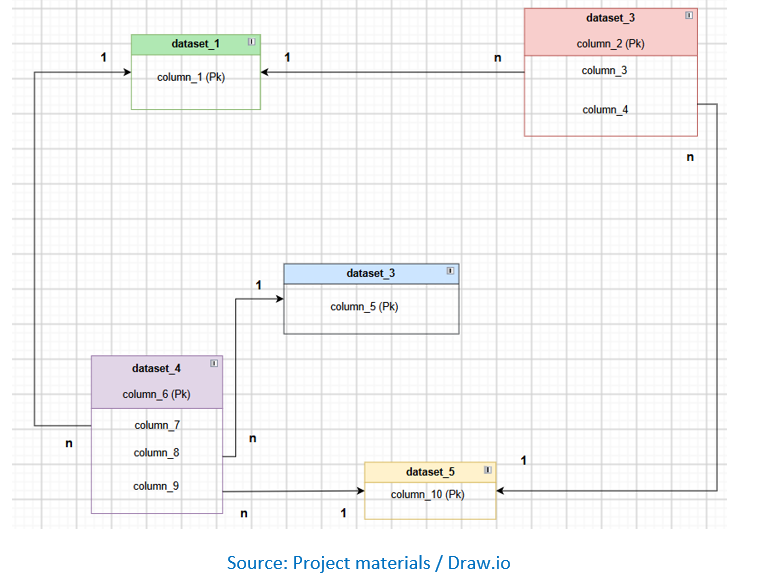 dataset_3
column_2 (Pk)
column_3
column_4
n
n
dataset_1
column_1 (Pk)
1
1
dataset_3
column_5 (Pk)
1
dataset_4
column_6 (Pk)
column_7
column_8
column_9
n
n
n
dataset_5
column_10 (Pk)
1
1
Source: Project materials / Draw.io